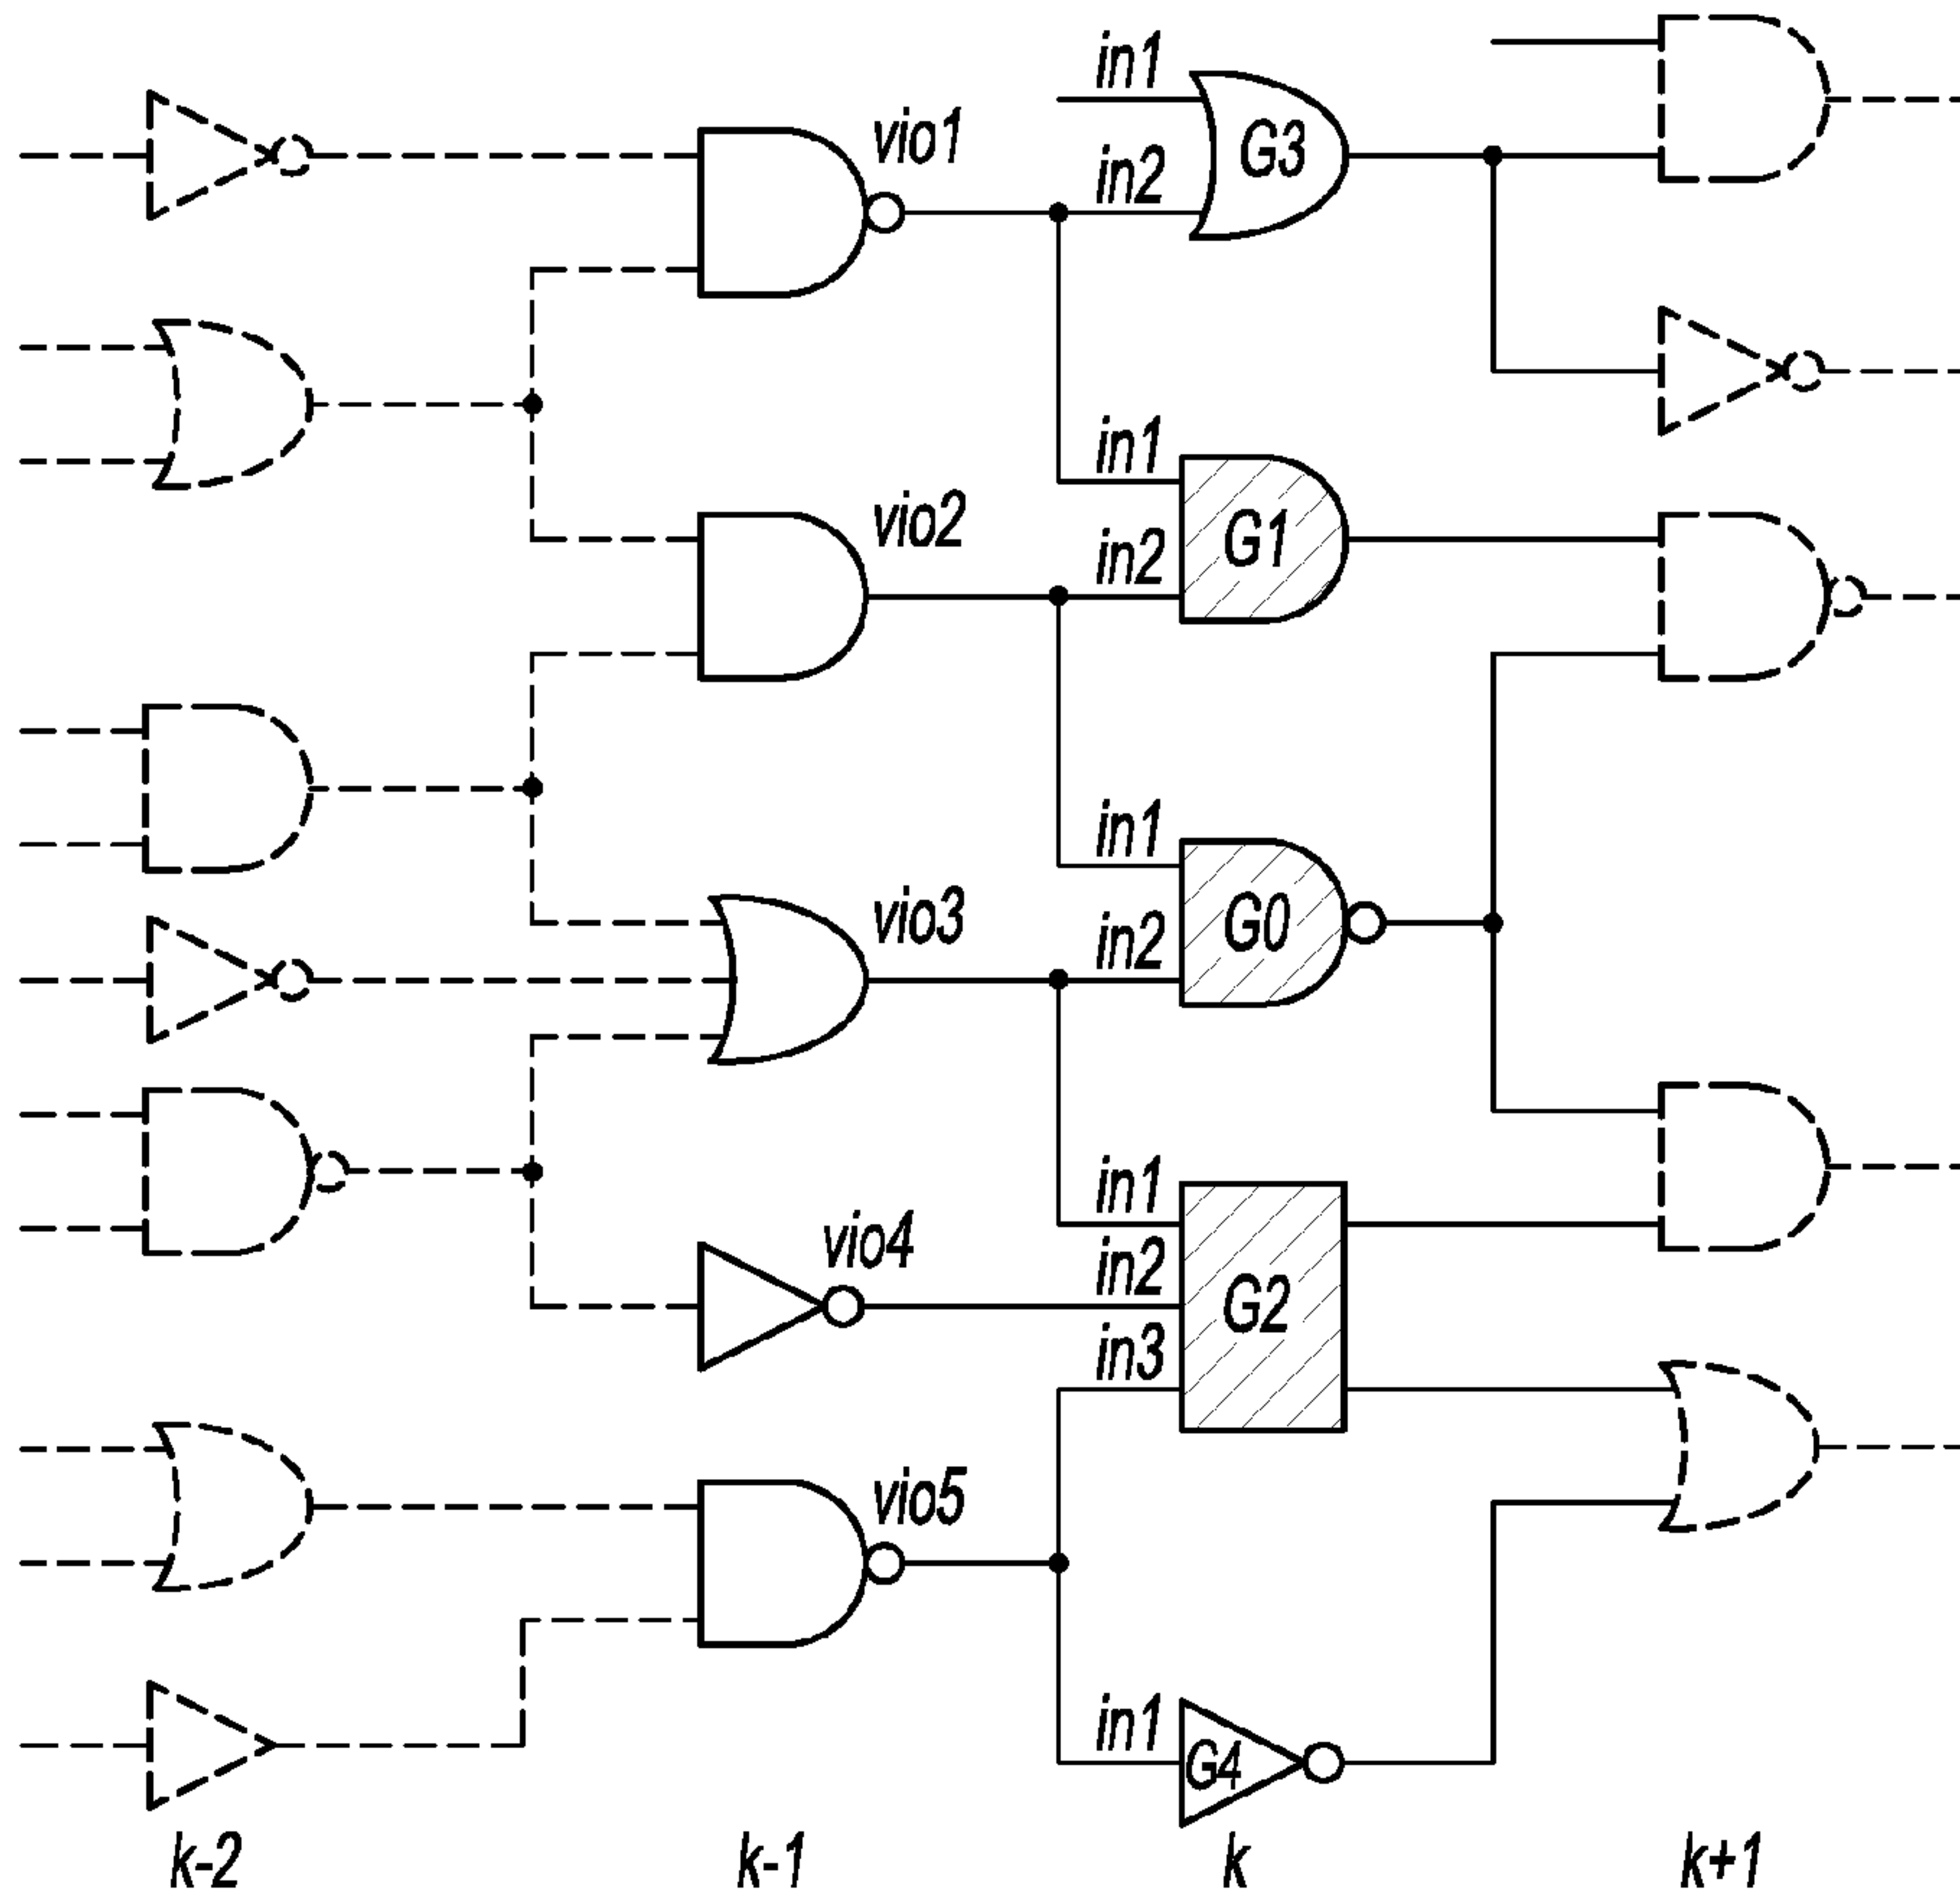 in1
vio1
in2
G3
in1
vio2
in2
G1
in1
vio3
in2
G0
in1
vio4
in2
G2
in3
vio5
in1
G4
k-2
k-1
k
k+1